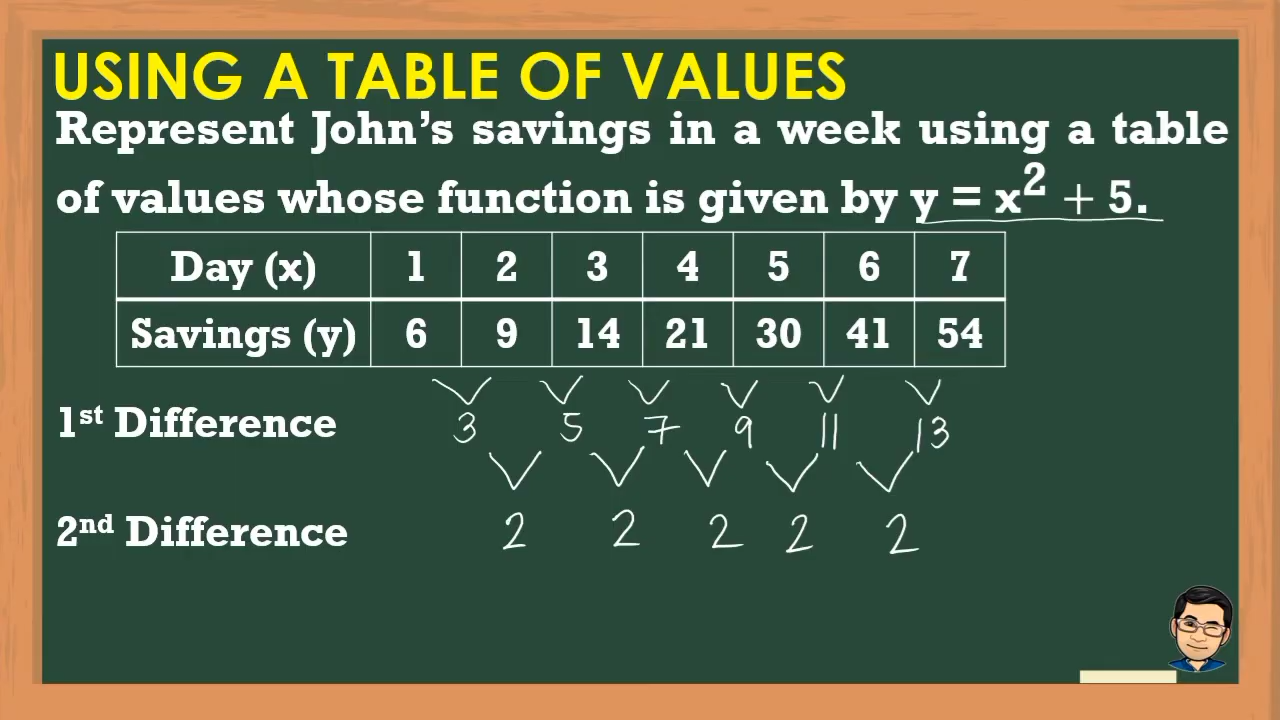 USING A TABLE OF VALUES
Represent John's savings in a week using a table
of values whose function is given by y = x² + 5.
Day (x) 1 2 3 4 5 6 7
Savings (y) 6 9 14 21 30 41 54
1st Difference 3 5 7 9 11 13
2nd Difference 2 2 2 2 2